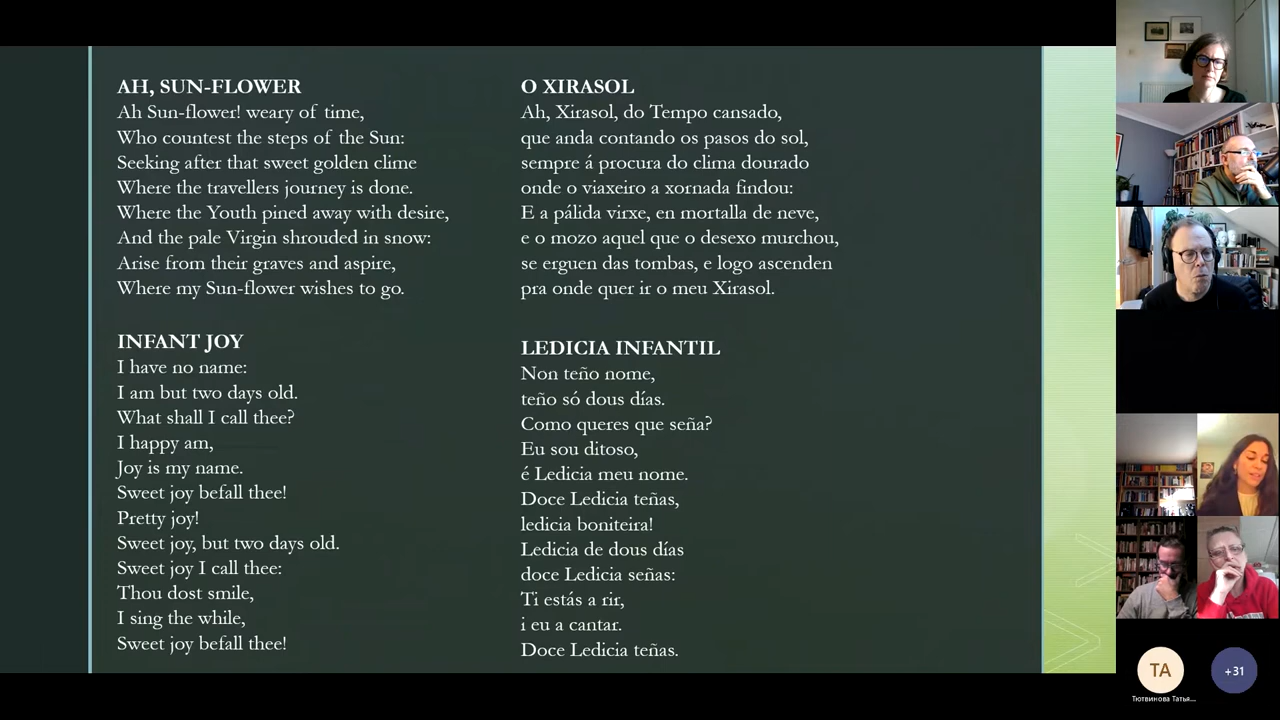 AH, SUN-FLOWER
Ah Sun-flower! weary of time,
Who countest the steps of the Sun:
Seeking after that sweet golden clime
Where the travellers journey is done.
Where the Youth pined away with desire,
And the pale Virgin shrouded in snow:
Arise from their graves and aspire,
Where my Sun-flower wishes to go.
INFANT JOY
I have no name:
I am but two days old.
What shall I call thee?
I happy am,
Joy is my name.
Sweet joy befall thee!
Pretty joy!
Sweet joy, but two days old.
Sweet joy I call thee:
Thou dost smile,
I sing the while,
Sweet joy befall thee!
O XIRASOL
Ah, Xirasol, do Tempo cansado,
que anda contando os pasos do sol,
sempre á procura do clima dourado
onde o viaxeiro a xornada findou:
E a pálida virxe, en mortalla de neve,
e o mozo aquel que o desexo murchou,
se erguen das tombas, e logo ascenden
pra onde quer ir o meu Xirasol.
LEDICIA INFANTIL
Non teño nome,
teño só dous días.
Como queres que seña?
Eu sou ditoso,
é Ledicia meu nome.
Doce Ledicia teñas,
ledicia boniteira!
Ledicia de dous días
doce Ledicia señas:
Ti estás a rir,
i eu a cantar.
Doce Ledicia teñas.
TA
+31
Тютвинова Татья...